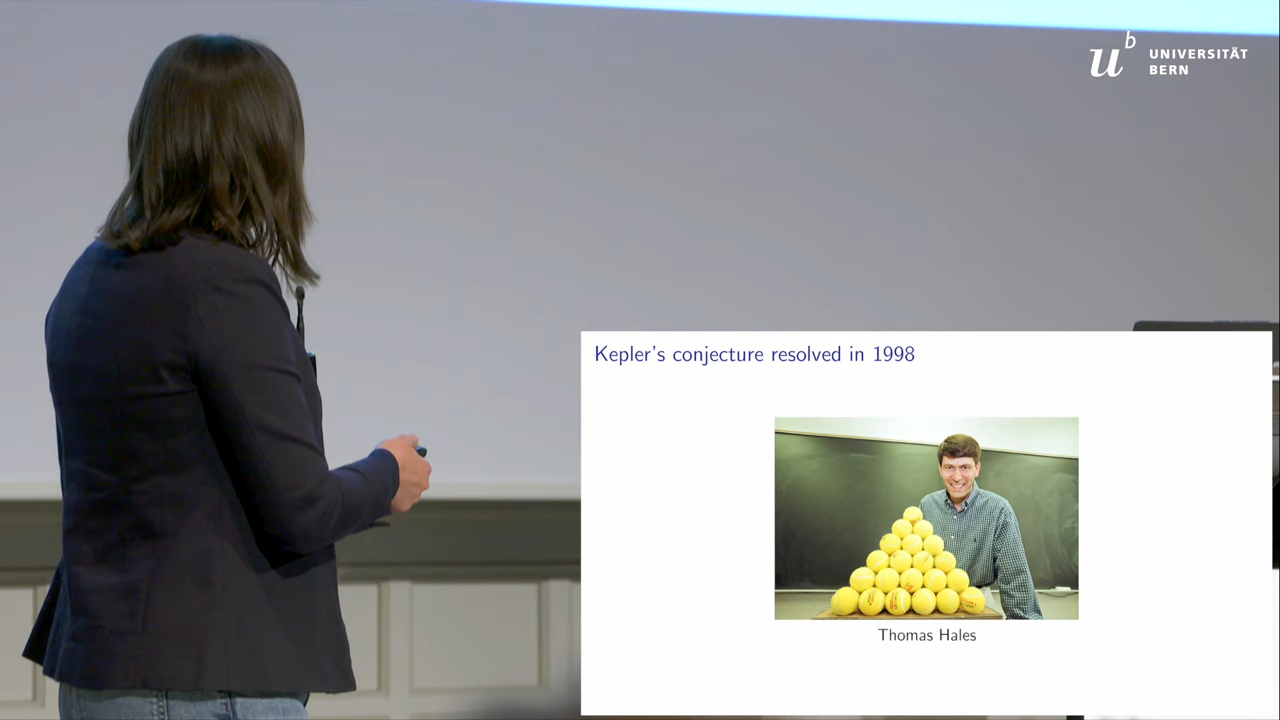 u
b
UNIVERSITÄT
BERN
Kepler's conjecture resolved in 1998
Thomas Hales